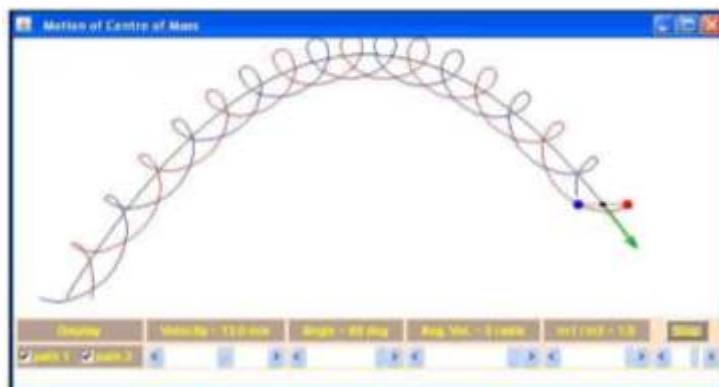 Motion of Centre of Mass
Display Velocity = 13.0 m/s Angle = 60 deg Ang. Vel. = 5 rad/s m1 / m2 = 1.0 Stop
path 1 path 2